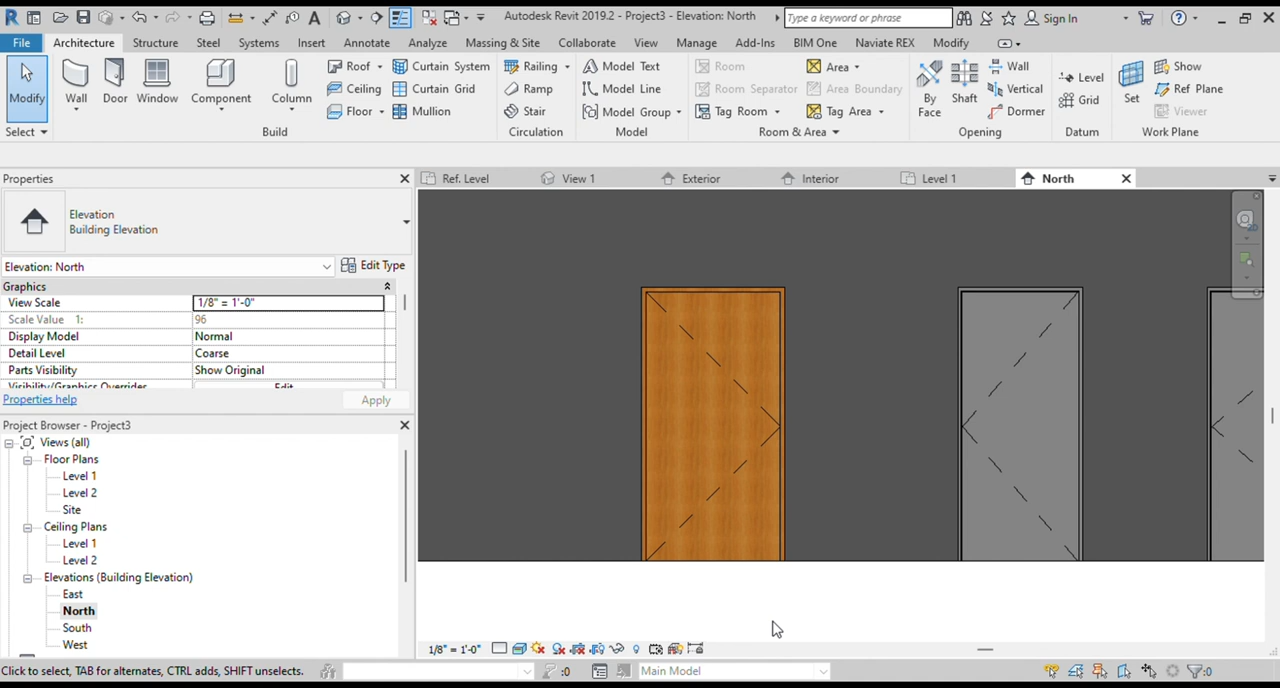 Autodesk Revit 2019.2 - Project3 - Elevation: North
Type a keyword or phrase
Sign In
File Architecture Structure Steel Systems Insert Annotate Analyze Massing & Site Collaborate View Manage Add-Ins BIM One Naviate REX Modify
Modify
Wall
Door
Window
Component
Column
Roof
Ceiling
Floor
Curtain System
Curtain Grid
Mullion
Railing
Ramp
Stair
Model Text
Model Line
Model Group
Room
Room Separator
Tag Room
Area
Area Boundary
Tag Area
By
Face
Shaft
Wall
Vertical
Dormer
Level
Grid
Set
Show
Ref Plane
Viewer
Select
Build
Circulation
Model
Room & Area
Opening
Datum
Work Plane
Properties
Ref. Level
View 1
Exterior
Interior
Level 1
North
Elevation
Building Elevation
Elevation: North
Edit Type
Graphics
View Scale 1/8" = 1'-0"
Scale Value 1: 96
Display Model Normal
Detail Level Coarse
Parts Visibility Show Original
Visibility/Graphics Overrides Edit
Properties help
Apply
Project Browser - Project3
Views (all)
Floor Plans
Level 1
Level 2
Site
Ceiling Plans
Level 1
Level 2
Elevations (Building Elevation)
East
North
South
West
1/8" = 1'-0"
Click to select, TAB for alternates, CTRL adds, SHIFT unselects.
:0
Main Model
:0